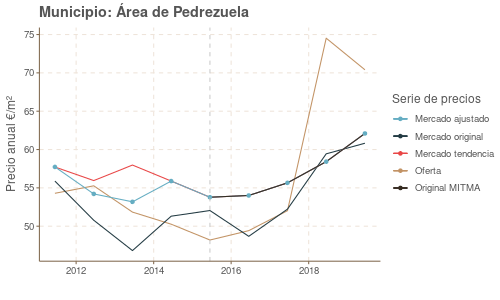 Municipio: Área de Pedrezuela
Precio anual €/m²
75
70
65
60
55
50
2012
2014
2016
2018
Serie de precios
Mercado ajustado
Mercado original
Mercado tendencia
Oferta
Original MITMA